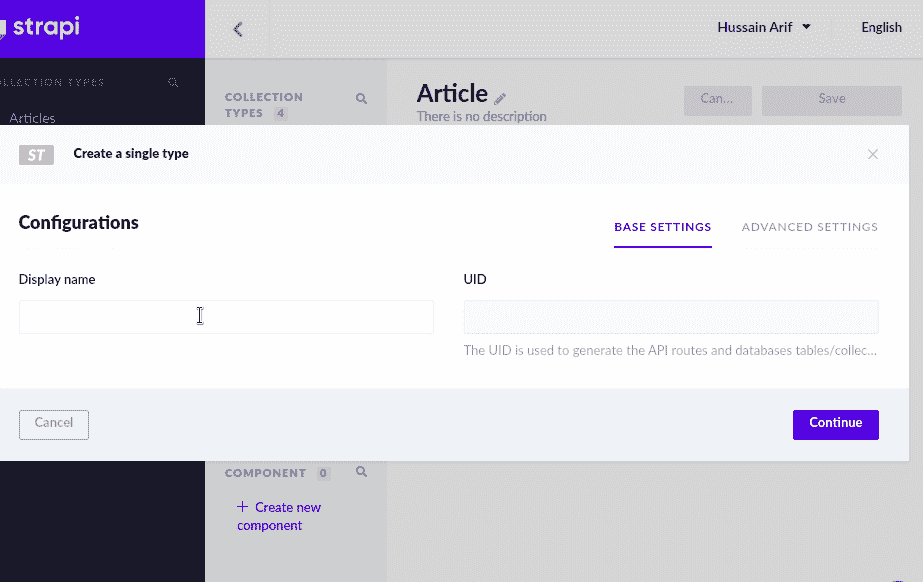 strapi
Hussain Arif
English
COLLECTION TYPES
4
Article
There is no description
Can...
Save
Articles
ST
Create a single type
Configurations
BASE SETTINGS
ADVANCED SETTINGS
Display name
UID
The UID is used to generate the API routes and databases tables/collec...
Cancel
Continue
COMPONENT 0
+ Create new
component